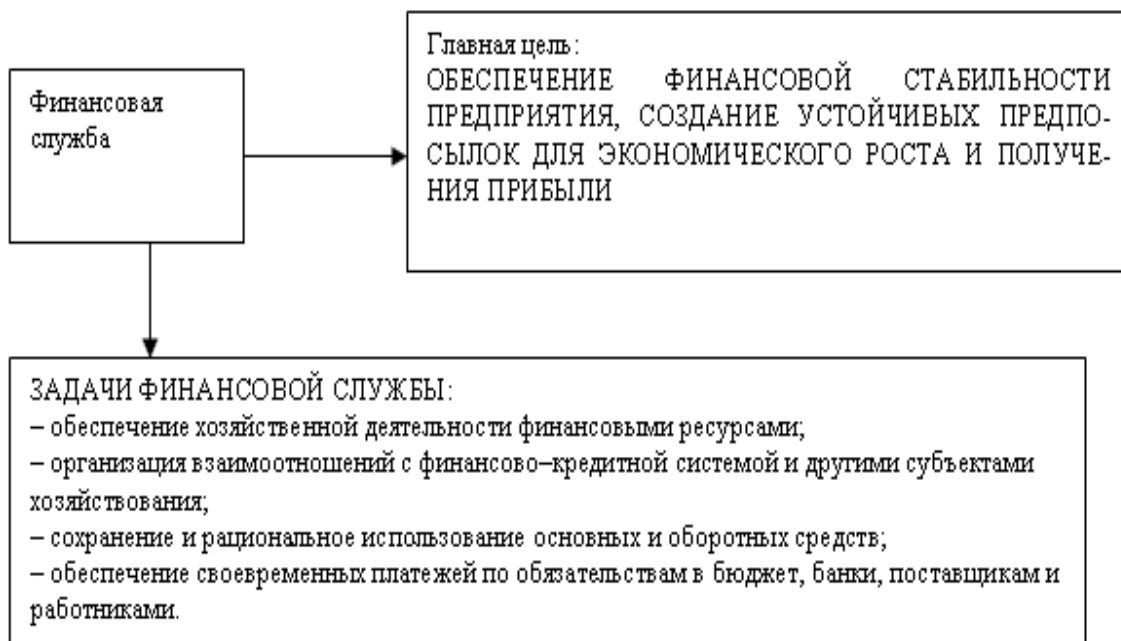 Финансовая
служба
Главная цель:
ОБЕСПЕЧЕНИЕ ФИНАНСОВОЙ СТАБИЛЬНОСТИ
ПРЕДПРИЯТИЯ, СОЗДАНИЕ УСТОЙЧИВЫХ ПРЕДПО-
СЫЛОК ДЛЯ ЭКОНОМИЧЕСКОГО РОСТА И ПОЛУЧЕ-
НИЯ ПРИБЫЛИ
ЗАДАЧИ ФИНАНСОВОЙ СЛУЖБЫ:
– обеспечение хозяйственной деятельности финансовыми ресурсами;
– организация взаимоотношений с финансово–кредитной системой и другими субъектами
хозяйствования;
– сохранение и рациональное использование основных и оборотных средств;
– обеспечение своевременных платежей по обязательствам в бюджет, банки, поставщикам и
работниками.